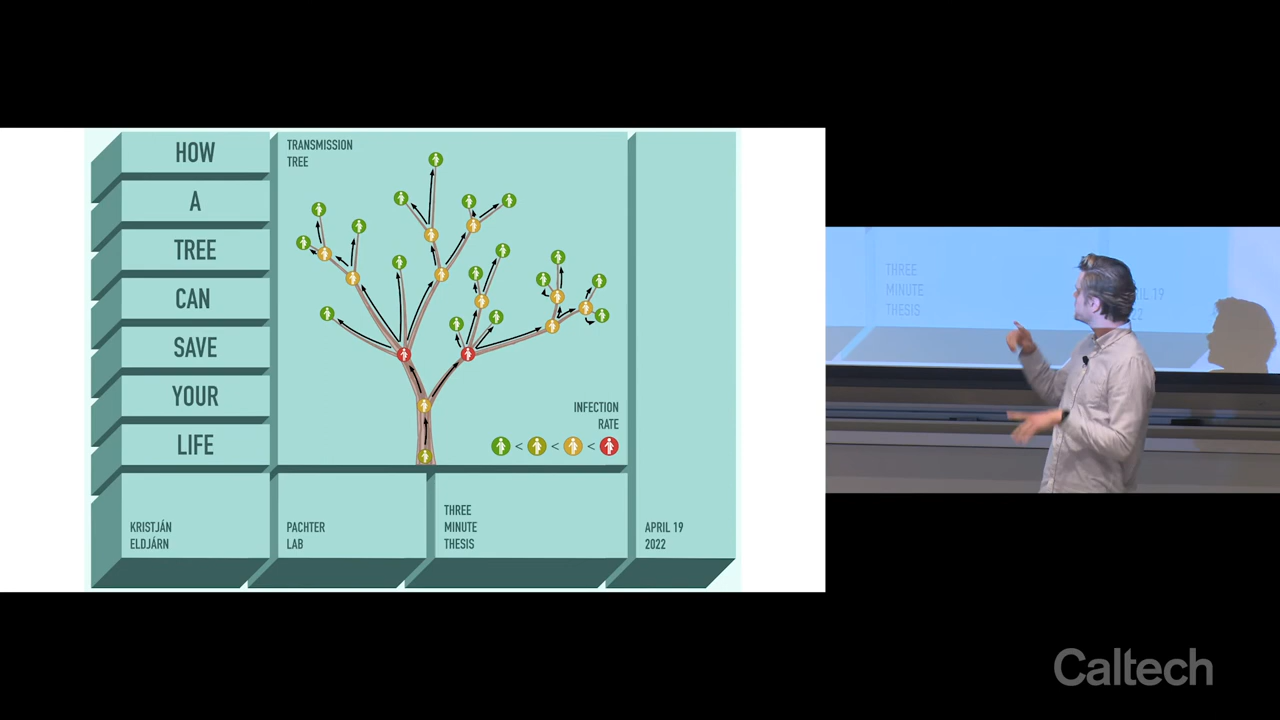 HOW
A
TREE
CAN
SAVE
YOUR
LIFE
TRANSMISSION
TREE
INFECTION
RATE
< < <
KRISTJÁN
ELDJÁRN
PACHTER
LAB
THREE
MINUTE
THESIS
APRIL 19
2022
THREE
MINUTE
THESIS
19
Caltech